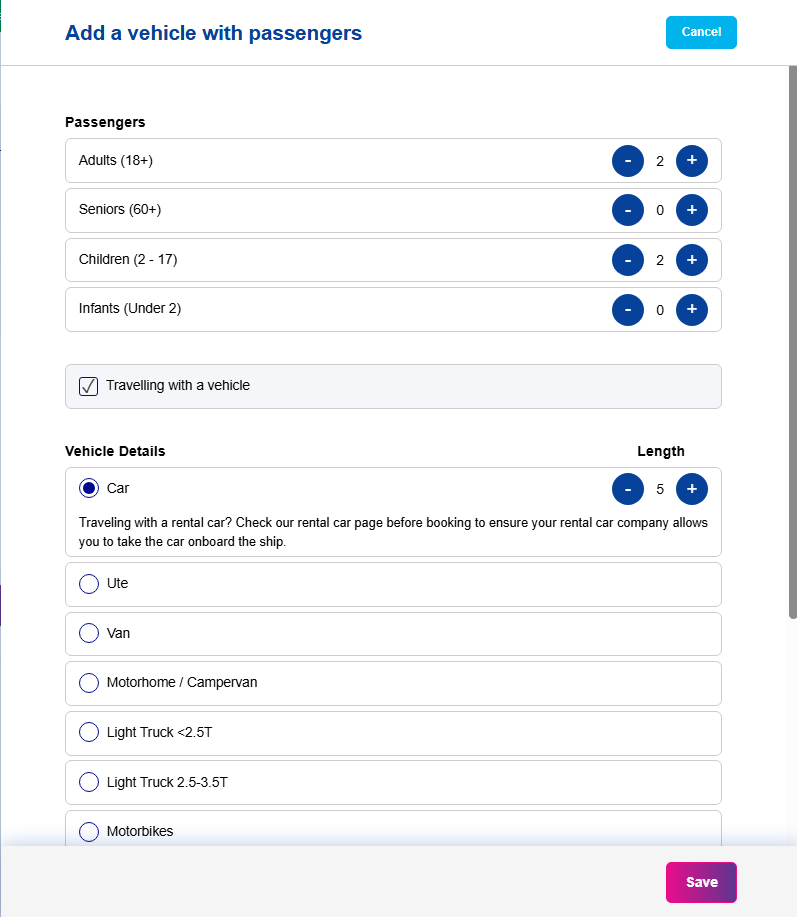 Add a vehicle with passengers
Cancel
Passengers
Adults (18+) - 2 +
Seniors (60+) - 0 +
Children (2 - 17) - 2 +
Infants (Under 2) - 0 +
Travelling with a vehicle
Vehicle Details Length
Car - 5 +
Traveling with a rental car? Check our rental car page before booking to ensure your rental car company allows
you to take the car onboard the ship.
Ute
Van
Motorhome / Campervan
Light Truck <2.5T
Light Truck 2.5-3.5T
Motorbikes
Save